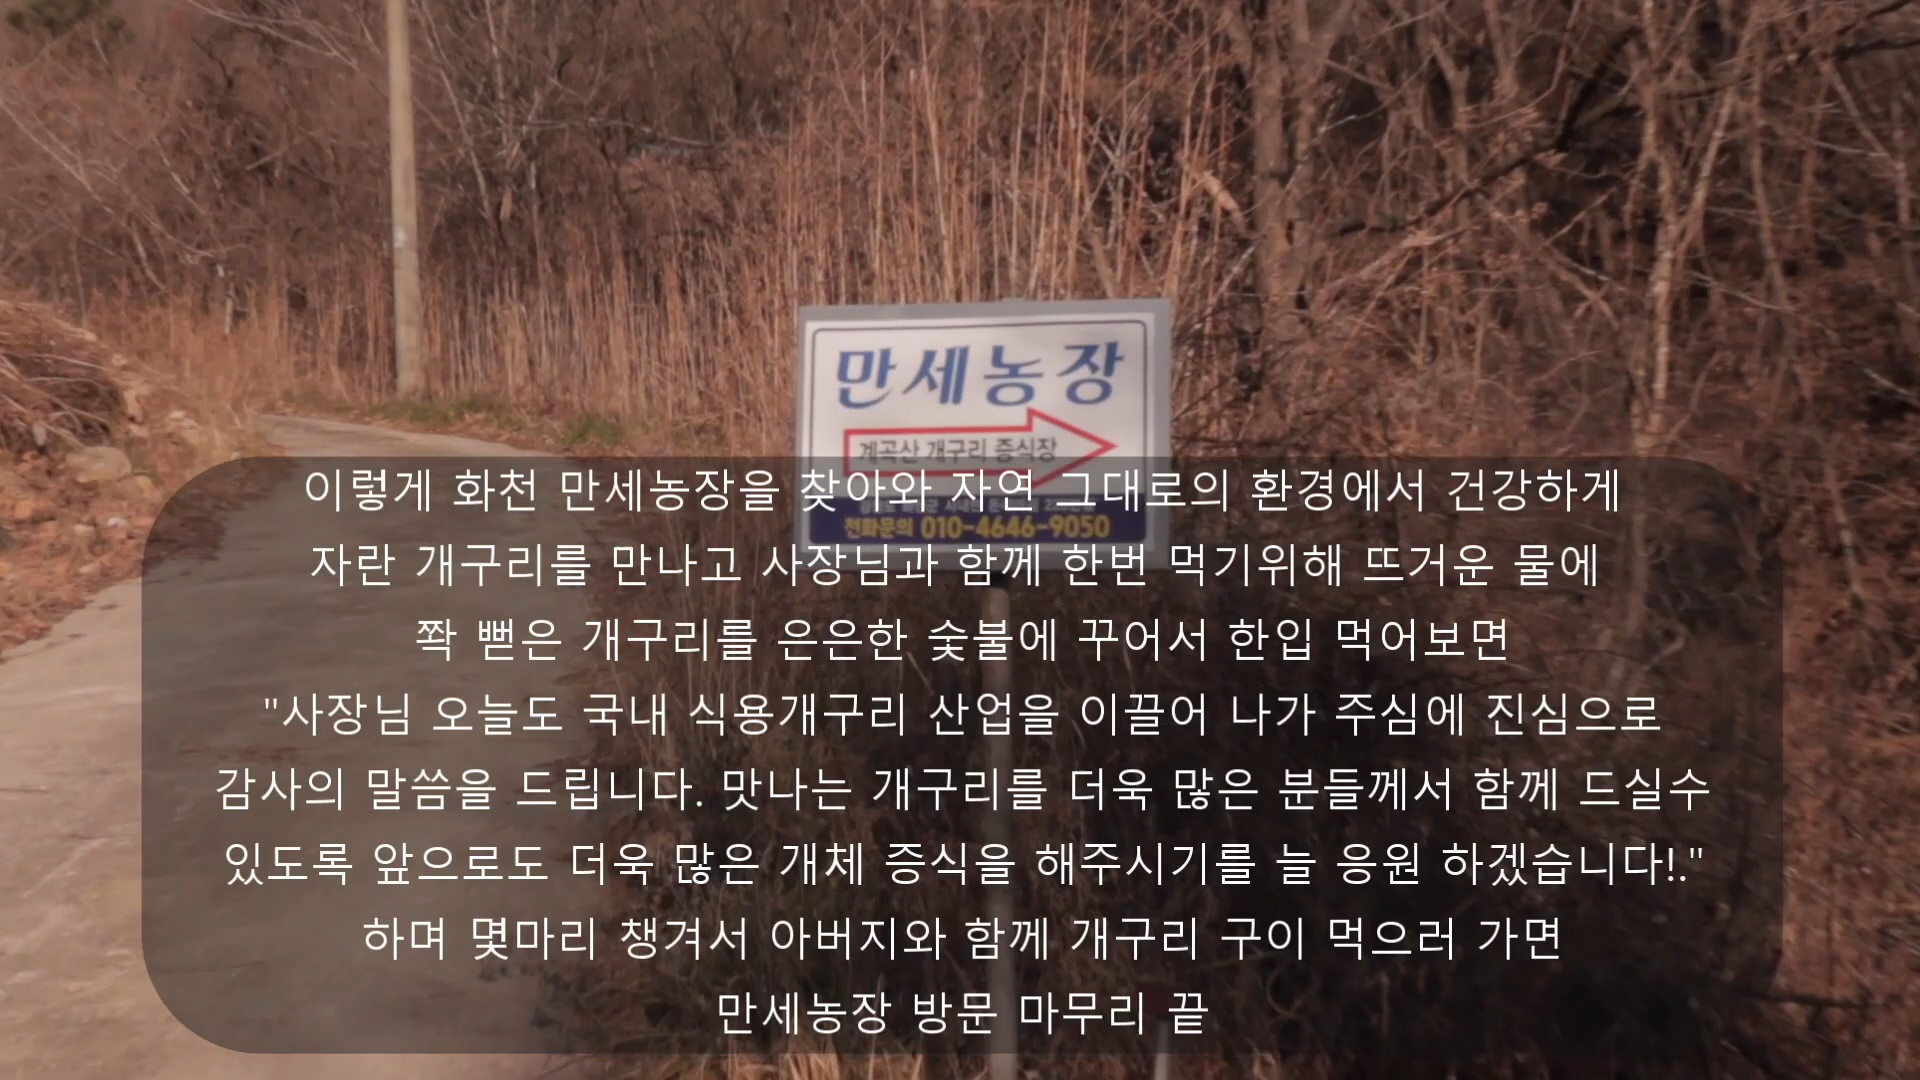 만세농장
계곡산 개구리 증식장
전화문의 010-4646-9050
이렇게 화천 만세농장을 찾아와 자연 그대로의 환경에서 건강하게
자란 개구리를 만나고 사장님과 함께 한번 먹기위해 뜨거운 물에
쫙 뻗은 개구리를 은은한 숯불에 꾸어서 한입 먹어보면
"사장님 오늘도 국내 식용개구리 산업을 이끌어 나가 주심에 진심으로
감사의 말씀을 드립니다. 맛나는 개구리를 더욱 많은 분들께서 함께 드실수
있도록 앞으로도 더욱 많은 개체 증식을 해주시기를 늘 응원 하겠습니다!."
하며 몇마리 챙겨서 아버지와 함께 개구리 구이 먹으러 가면
만세농장 방문 마무리 끝